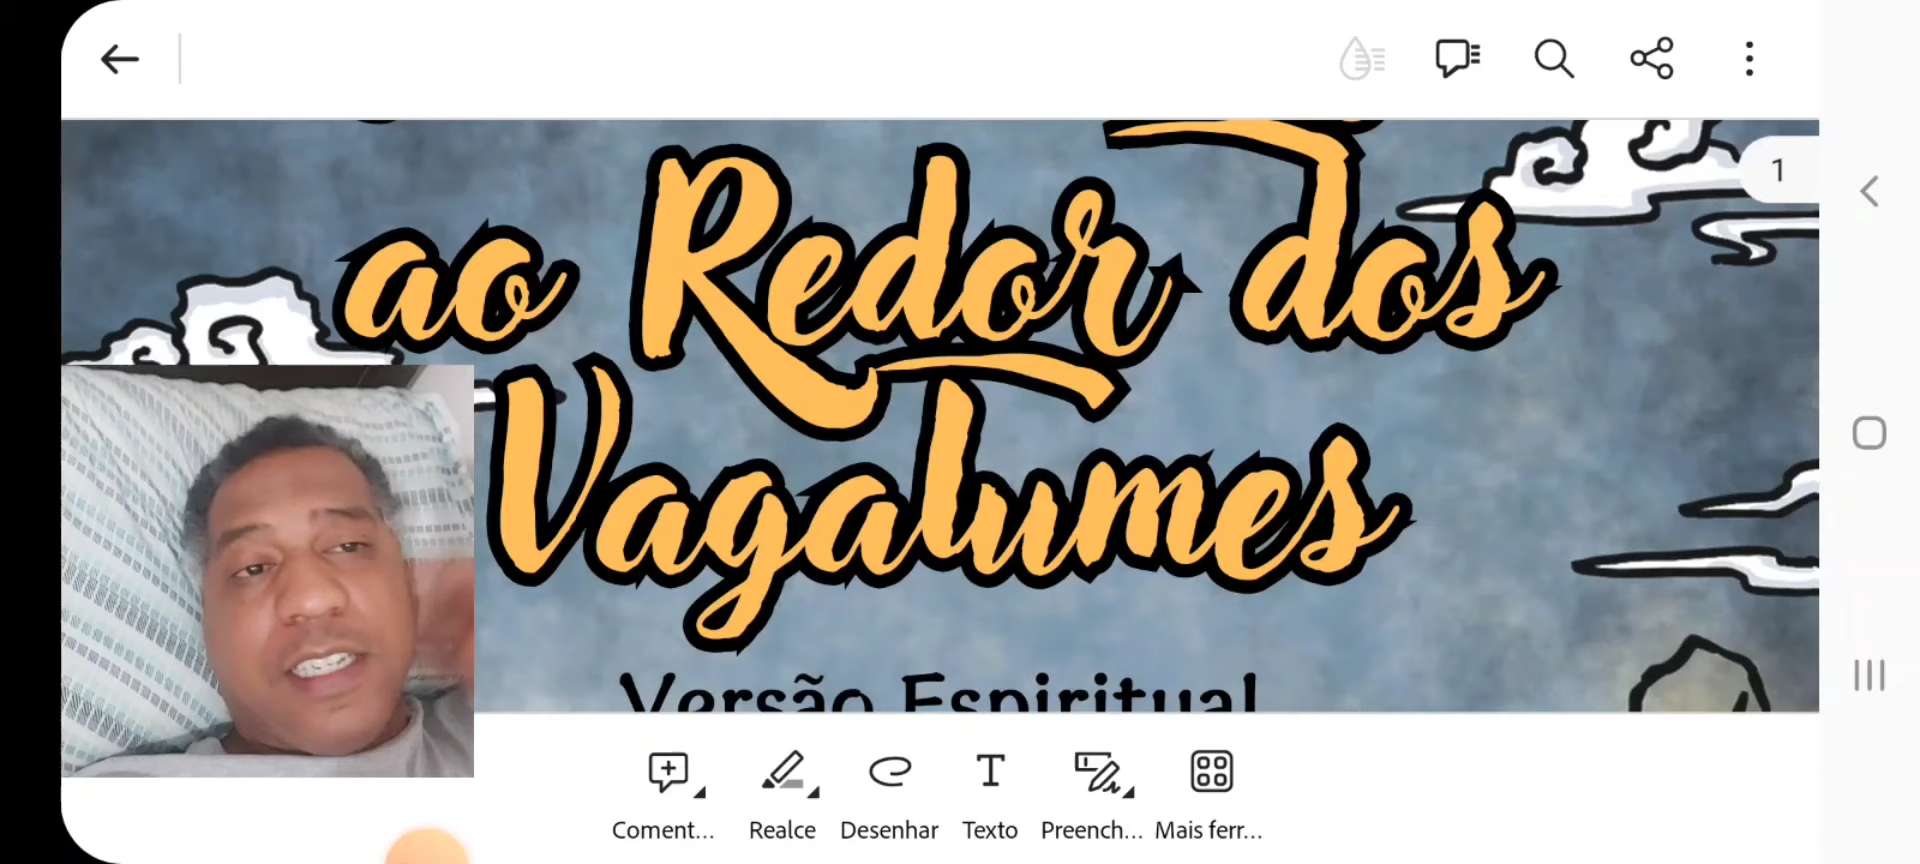 1
ao Redor dos
Vagalumes
Versão Espiritual
Coment... Realce Desenhar Texto Preench... Mais ferr...